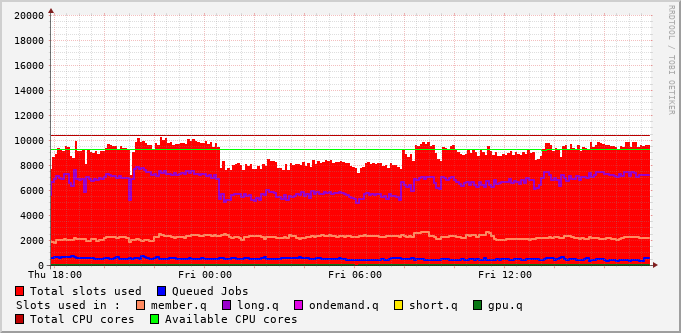 20000
18000
16000
14000
12000
10000
8000
6000
4000
2000
0
Thu 18:00 Fri 00:00 Fri 06:00 Fri 12:00
Total slots used Queued Jobs
Slots used in : member.q long.q ondemand.q short.q gpu.q
Total CPU cores Available CPU cores
RRDTOOL / TOBI OETIKER